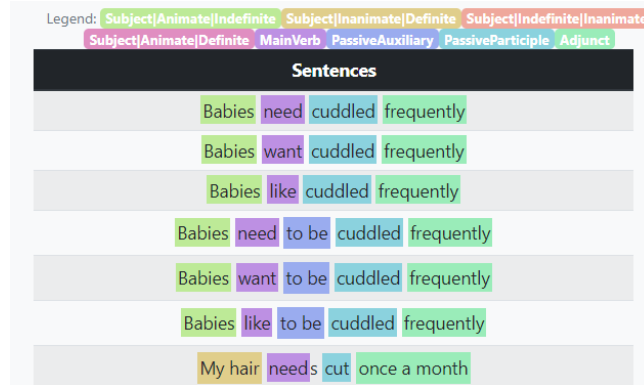 Legend: Subject|Animate|Indefinite Subject|Inanimate|Definite Subject|Indefinite|Inanimate
Subject|Animate|Definite MainVerb PassiveAuxiliary PassiveParticiple Adjunct
Sentences
Babies need cuddled frequently
Babies want cuddled frequently
Babies like cuddled frequently
Babies need to be cuddled frequently
Babies want to be cuddled frequently
Babies like to be cuddled frequently
My hair needs cut once a month